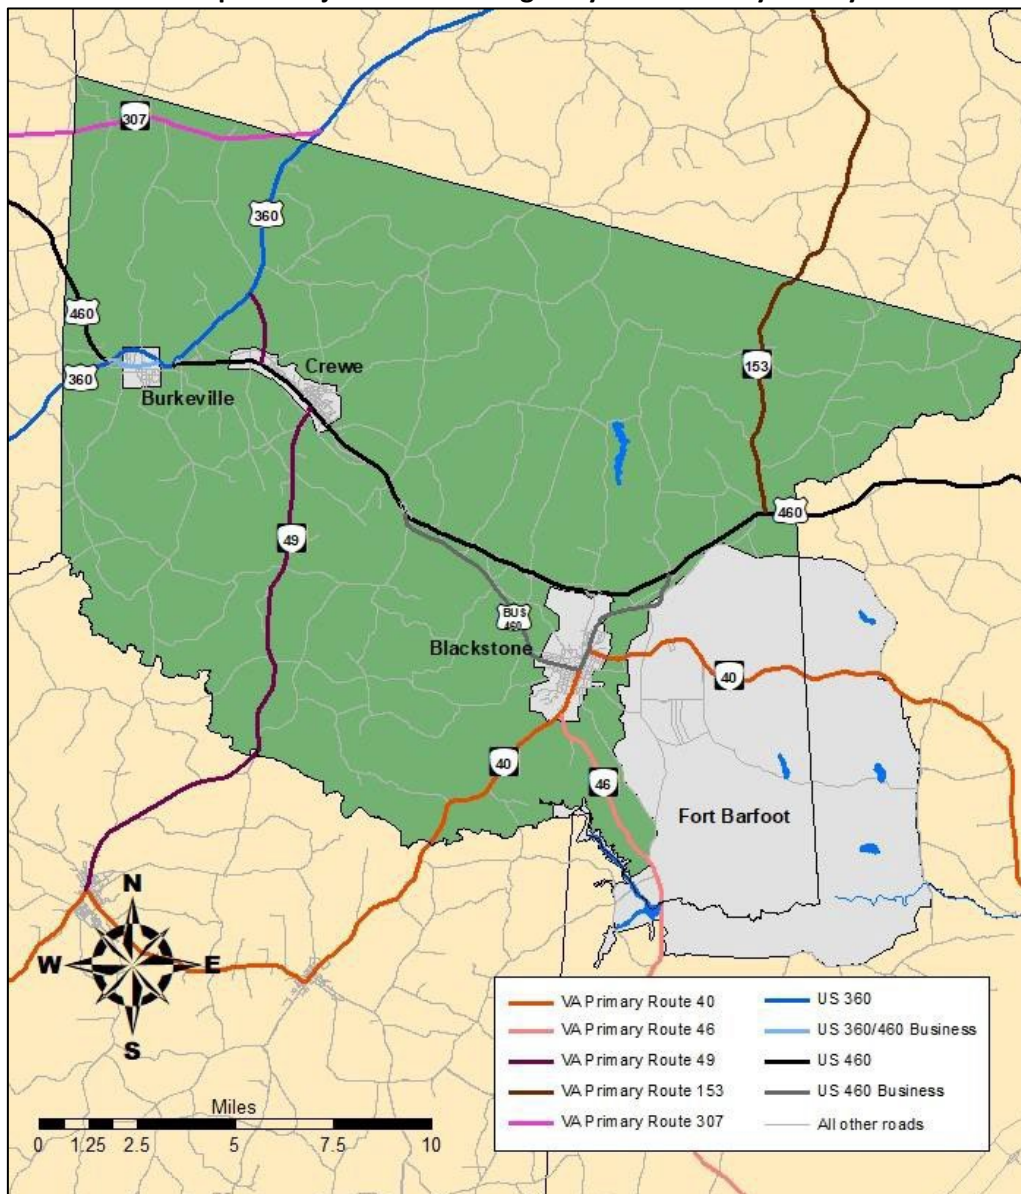 307
360
460
360
Crewe
Burkeville
153
49
460
BUS
460
Blackstone
40
40
46
Fort Barfoot
N
W E
S
VA Primary Route 40
VA Primary Route 46
VA Primary Route 49
VA Primary Route 153
VA Primary Route 307
US 360
US 360/460 Business
US 460
US 460 Business
All other roads
Miles
0 1.25 2.5 5 7.5 10